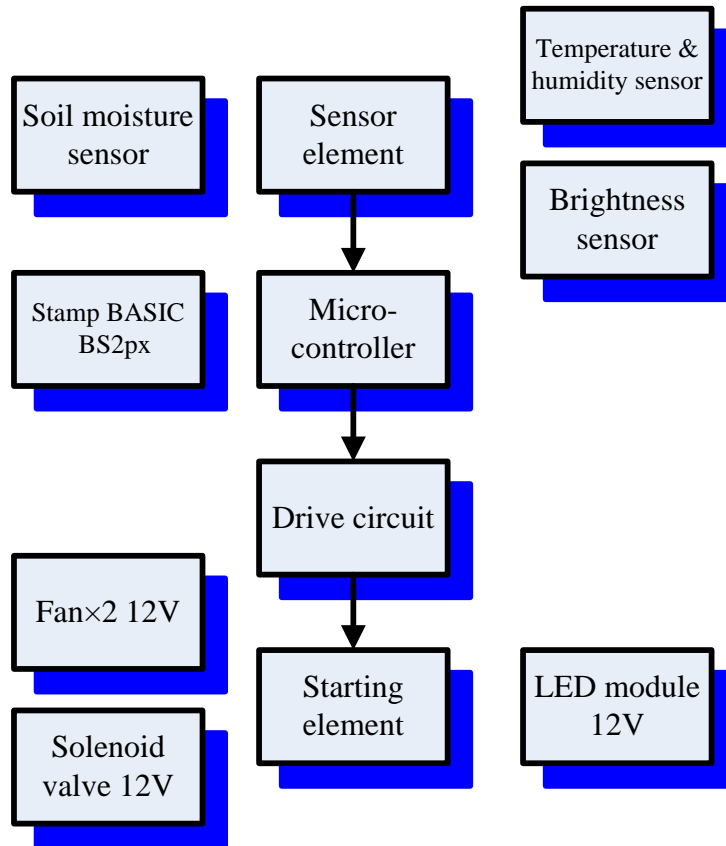 Temperature &
humidity sensor
Soil moisture
sensor
Sensor
element
Brightness
sensor
Stamp BASIC
BS2px
Micro-
controller
Drive circuit
Fan×2 12V
Starting
element
LED module
12V
Solenoid
valve 12V